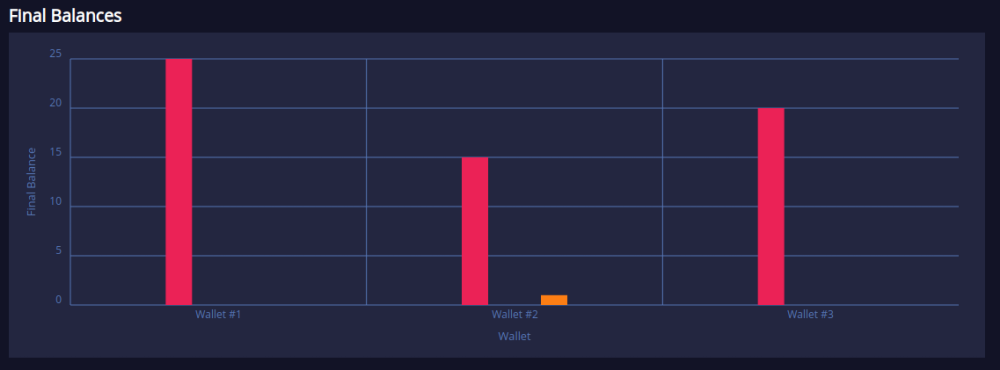 Final Balances
25
20
15
10
5
0
Final Balance
Wallet #1
Wallet #2
Wallet #3
Wallet